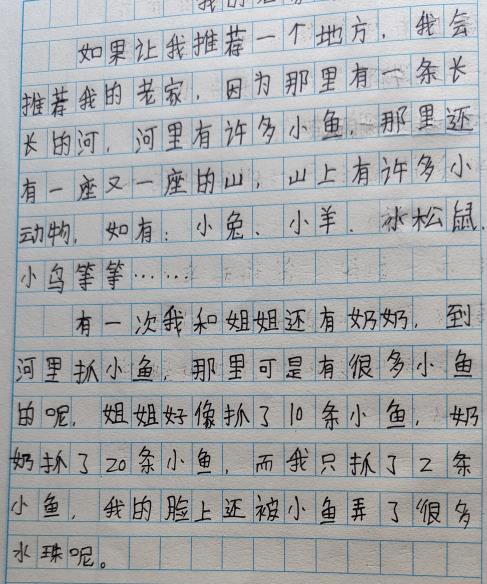 我的老家
如果让我推荐一个地方，我会
推荐我的老家，因为那里有一条长
长的河，河里有许多小鱼，那里还
有一座又一座的山，山上有许多小
动物，如有：小兔、小羊、小松鼠、
小鸟等等……
有一次我和姐姐还有奶奶，到
河里抓小鱼，那里可是有很多小鱼
的呢，姐姐好像抓了10条小鱼，奶
奶抓了20条小鱼，而我只抓了2条
小鱼，我的脸上还被小鱼弄了很多
水珠呢。